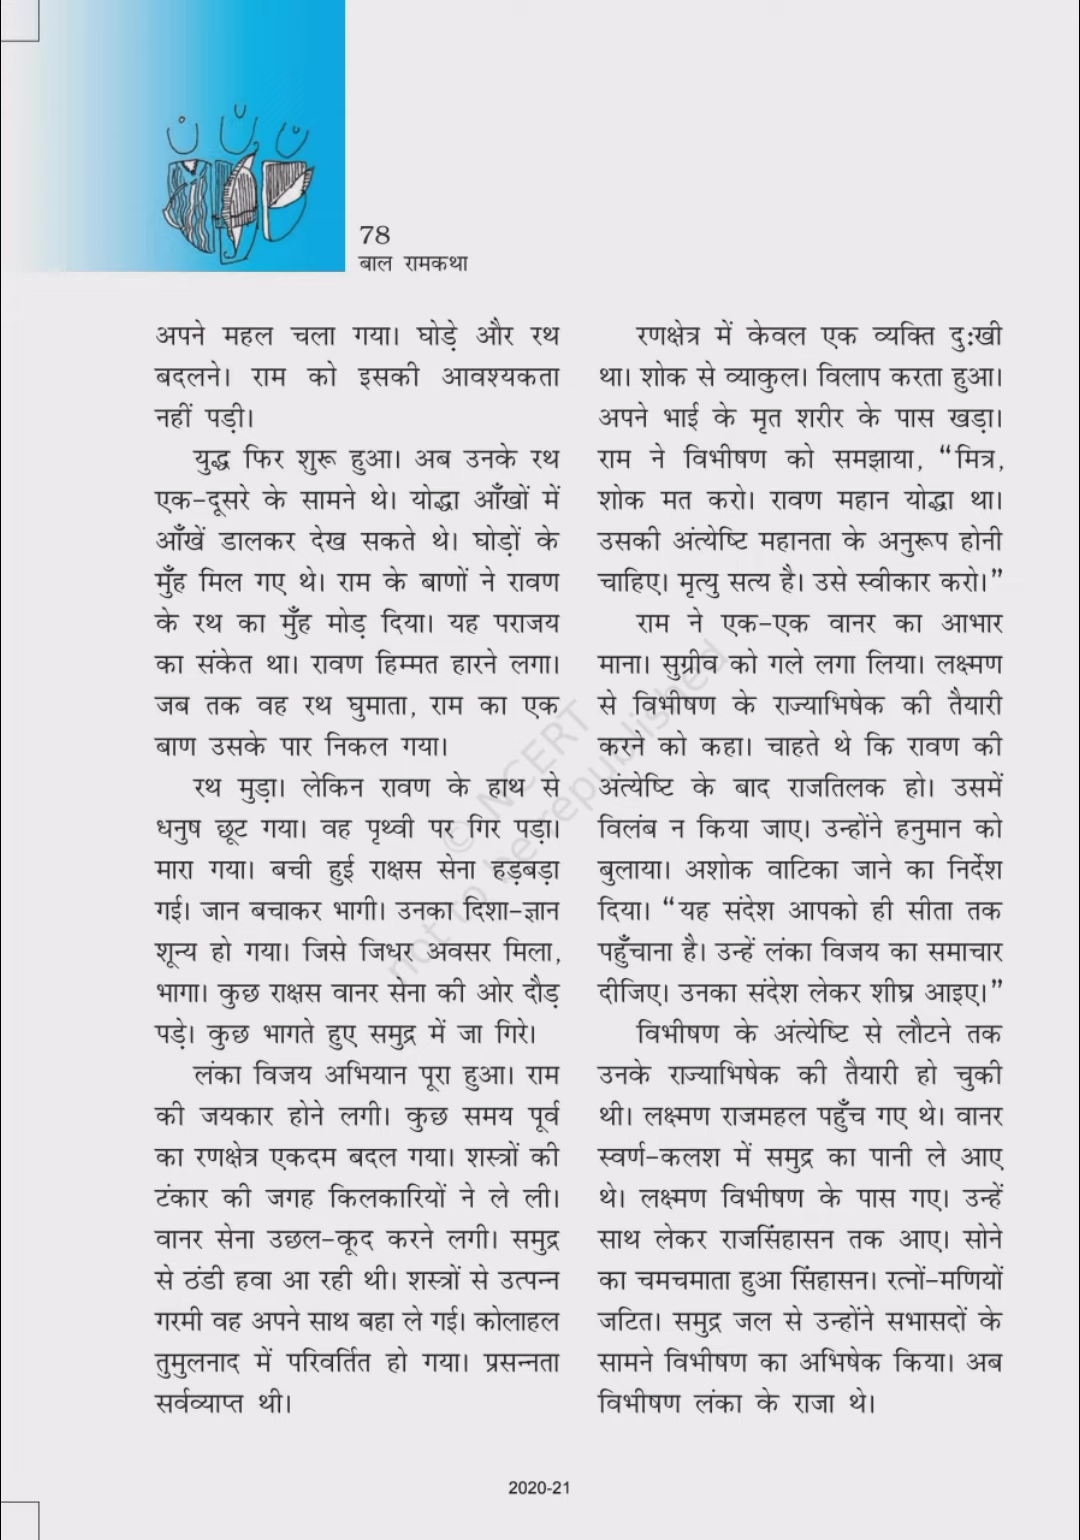 78
बाल रामकथा
अपने महल चला गया। घोड़े और रथ
बदलने। राम को इसकी आवश्यकता
नहीं पड़ी।
युद्ध फिर शुरू हुआ। अब उनके रथ
एक-दूसरे के सामने थे। योद्धा आँखों में
आँखें डालकर देख सकते थे। घोड़ों के
मुँह मिल गए थे। राम के बाणों ने रावण
के रथ का मुँह मोड़ दिया। यह पराजय
का संकेत था। रावण हिम्मत हारने लगा।
जब तक वह रथ घुमाता, राम का एक
बाण उसके पार निकल गया।
रथ मुड़ा। लेकिन रावण के हाथ से
धनुष छूट गया। वह पृथ्वी पर गिर पड़ा।
मारा गया। बची हुई राक्षस सेना हड़बड़ा
गई। जान बचाकर भागी। उनका दिशा-ज्ञान
शून्य हो गया। जिसे जिधर अवसर मिला,
भागा। कुछ राक्षस वानर सेना की ओर दौड़
पड़े। कुछ भागते हुए समुद्र में जा गिरे।
लंका विजय अभियान पूरा हुआ। राम
की जयकार होने लगी। कुछ समय पूर्व
का रणक्षेत्र एकदम बदल गया। शस्त्रों की
टंकार की जगह किलकारियों ने ले ली।
वानर सेना उछल-कूद करने लगी। समुद्र
से ठंडी हवा आ रही थी। शस्त्रों से उत्पन्न
गरमी वह अपने साथ बहा ले गई। कोलाहल
तुमुलनाद में परिवर्तित हो गया। प्रसन्नता
सर्वव्याप्त थी।
रणक्षेत्र में केवल एक व्यक्ति दुःखी
था। शोक से व्याकुल। विलाप करता हुआ।
अपने भाई के मृत शरीर के पास खड़ा।
राम ने विभीषण को समझाया, “मित्र,
शोक मत करो। रावण महान योद्धा था।
उसकी अंत्येष्टि महानता के अनुरूप होनी
चाहिए। मृत्यु सत्य है। उसे स्वीकार करो।”
राम ने एक-एक वानर का आभार
माना। सुग्रीव को गले लगा लिया। लक्ष्मण
से विभीषण के राज्याभिषेक की तैयारी
करने को कहा। चाहते थे कि रावण की
अंत्येष्टि के बाद राजतिलक हो। उसमें
विलंब न किया जाए। उन्होंने हनुमान को
बुलाया। अशोक वाटिका जाने का निर्देश
दिया। “यह संदेश आपको ही सीता तक
पहुँचाना है। उन्हें लंका विजय का समाचार
दीजिए। उनका संदेश लेकर शीघ्र आइए।”
विभीषण के अंत्येष्टि से लौटने तक
उनके राज्याभिषेक की तैयारी हो चुकी
थी। लक्ष्मण राजमहल पहुँच गए थे। वानर
स्वर्ण-कलश में समुद्र का पानी ले आए
थे। लक्ष्मण विभीषण के पास गए। उन्हें
साथ लेकर राजसिंहासन तक आए। सोने
का चमचमाता हुआ सिंहासन। रत्नों-मणियों
जटित। समुद्र जल से उन्होंने सभासदों के
सामने विभीषण का अभिषेक किया। अब
विभीषण लंका के राजा थे।
© NCERT
not to be republished
2020-21